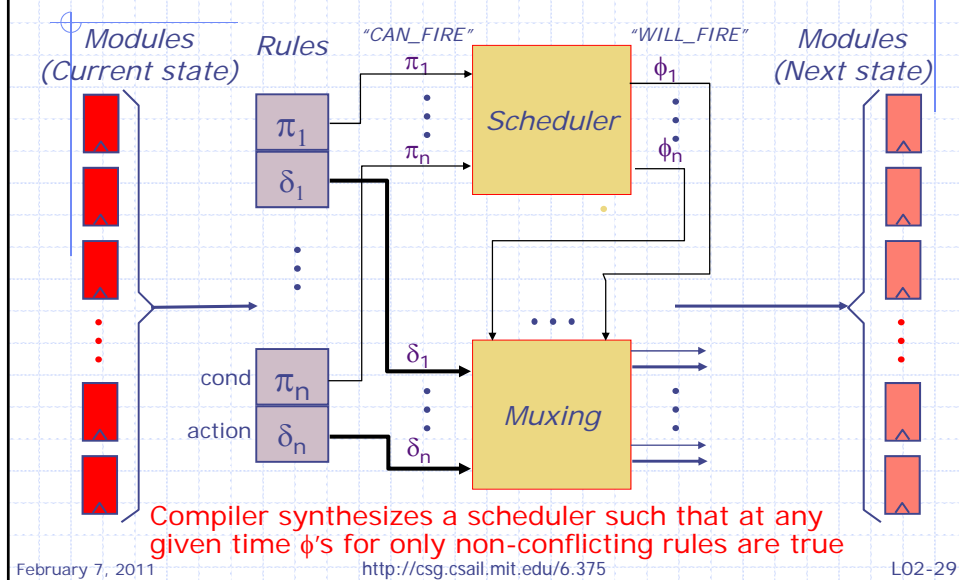 Modules
(Current state)
Rules
"CAN_FIRE"
"WILL_FIRE"
Modules
(Next state)
π1
ϕ1
Scheduler
πn
ϕn
π1
δ1
cond
πn
action
δn
δ1
Muxing
δn
Compiler synthesizes a scheduler such that at any
given time ϕ's for only non-conflicting rules are true
February 7, 2011
http://csg.csail.mit.edu/6.375
L02-29